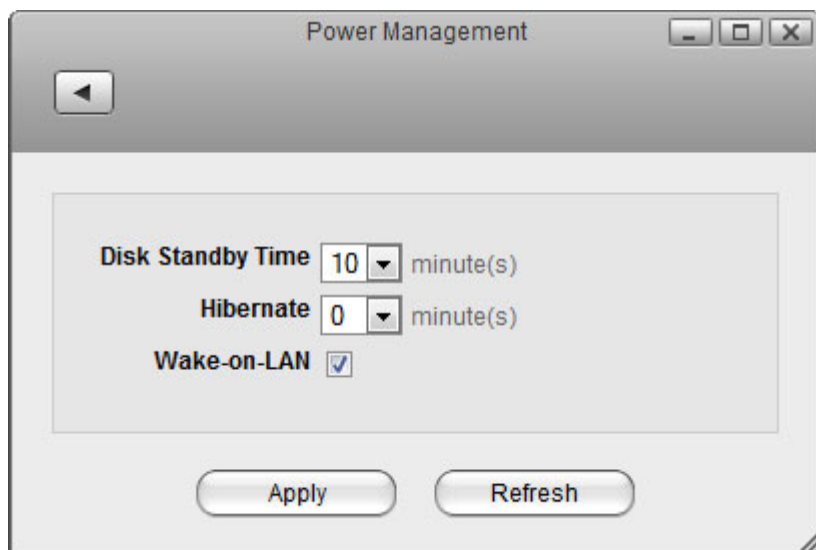 Power Management
Disk Standby Time 10 minute(s)
Hibernate 0 minute(s)
Wake-on-LAN
Apply Refresh